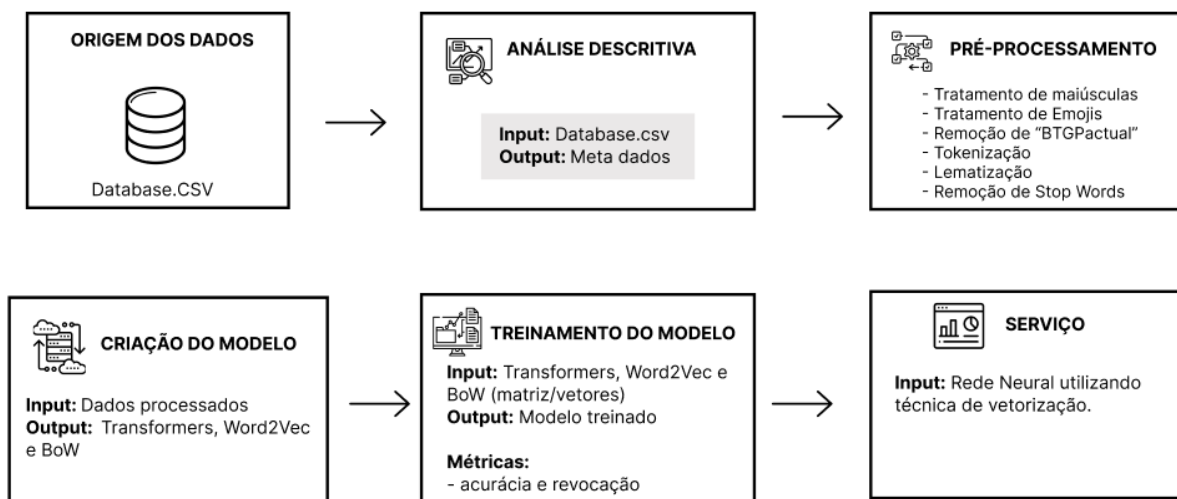 ORIGEM DOS DADOS
Database.CSV
ANÁLISE DESCRITIVA
Input: Database.csv
Output: Meta dados
PRÉ-PROCESSAMENTO
- Tratamento de maiúsculas
- Tratamento de Emojis
- Remoção de “BTGPactual”
- Tokenização
- Lematização
- Remoção de Stop Words
CRIAÇÃO DO MODELO
Input: Dados processados
Output: Transformers, Word2Vec
e BoW
TREINAMENTO DO MODELO
Input: Transformers, Word2Vec e
BoW (matriz/vetores)
Output: Modelo treinado
Métricas:
- acurácia e revocação
SERVIÇO
Input: Rede Neural utilizando
técnica de vetorização.